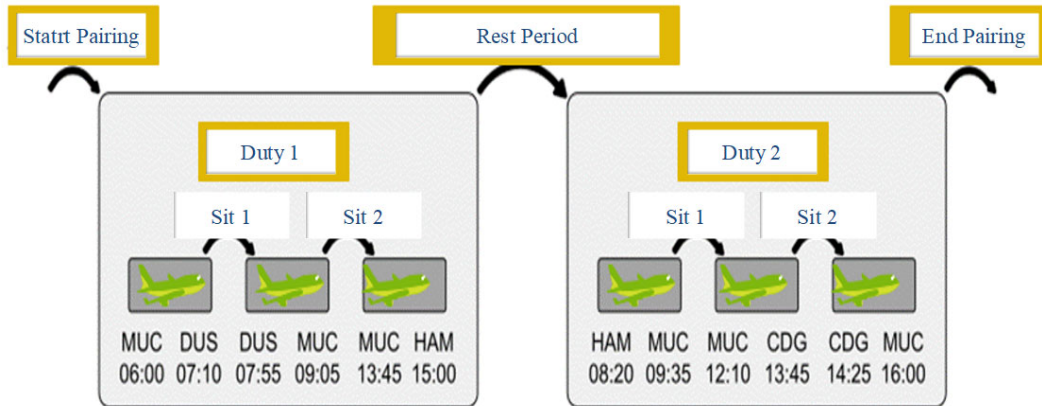 Statrt Pairing
Rest Period
End Pairing
Duty 1
Duty 2
Sit 1
Sit 2
Sit 1
Sit 2
MUC DUS DUS MUC MUC HAM
06:00 07:10 07:55 09:05 13:45 15:00
HAM MUC MUC CDG CDG MUC
08:20 09:35 12:10 13:45 14:25 16:00